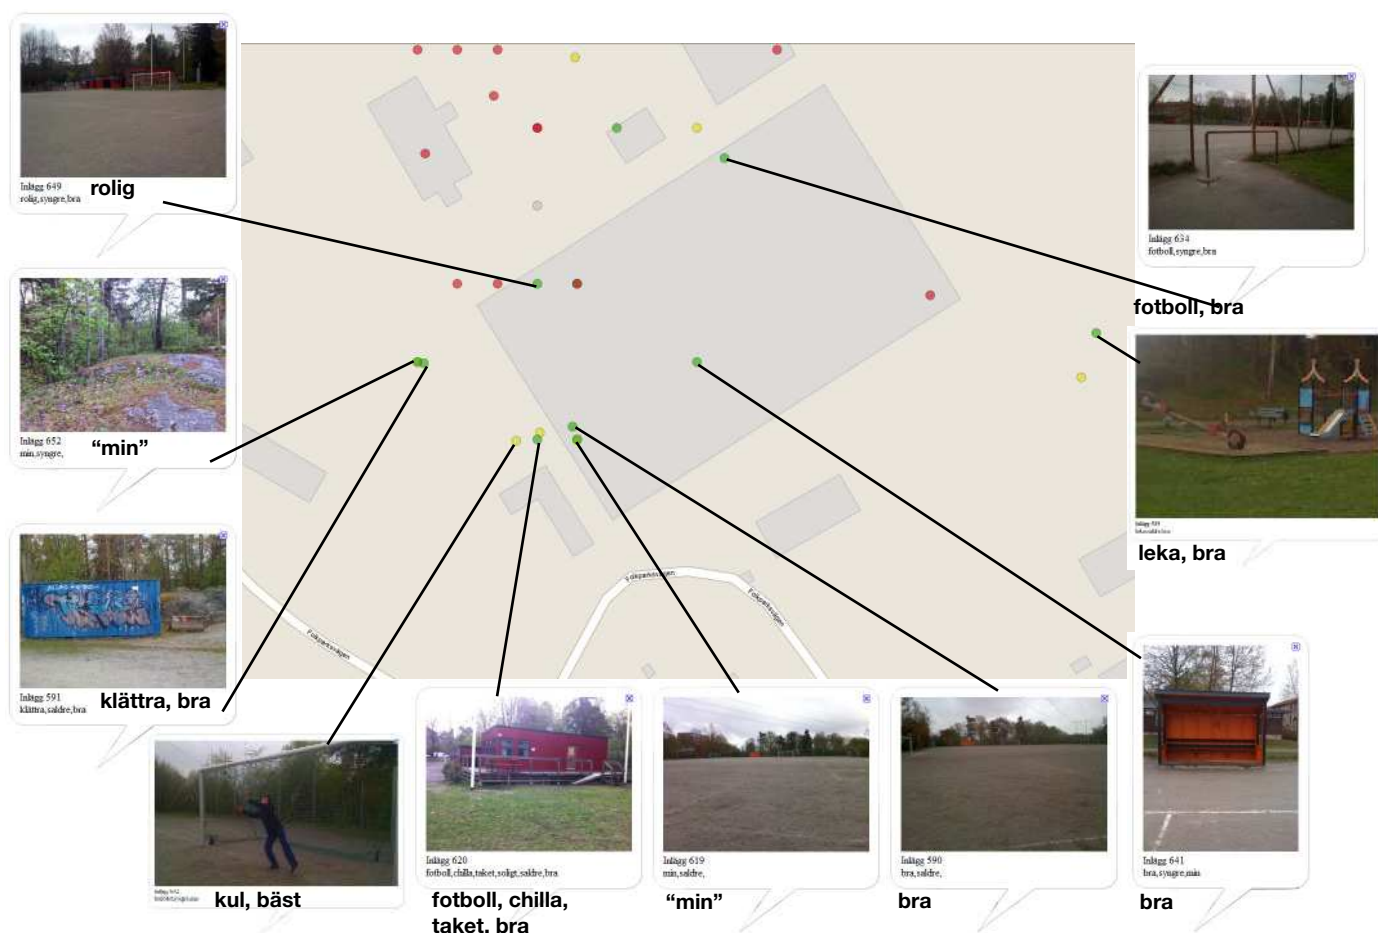 Inlägg 649
rolig,syngre,bra
rolig
Inlägg 634
fotboll,syngre,bra
fotboll, bra
Inlägg 652
min,syngre,
“min”
leka, bra
Inlägg 591
klättra,saldre,bra
klättra, bra
Folkparksvägen
Folkparksvägen
Folkparksvägen
kul, bäst
Inlägg 620
fotboll,chilla,taket,soligt,saldre,bra
fotboll, chilla,
taket, bra
Inlägg 619
min,saldre,
“min”
Inlägg 590
bra,saldre,
bra
Inlägg 641
bra,syngre,min
bra